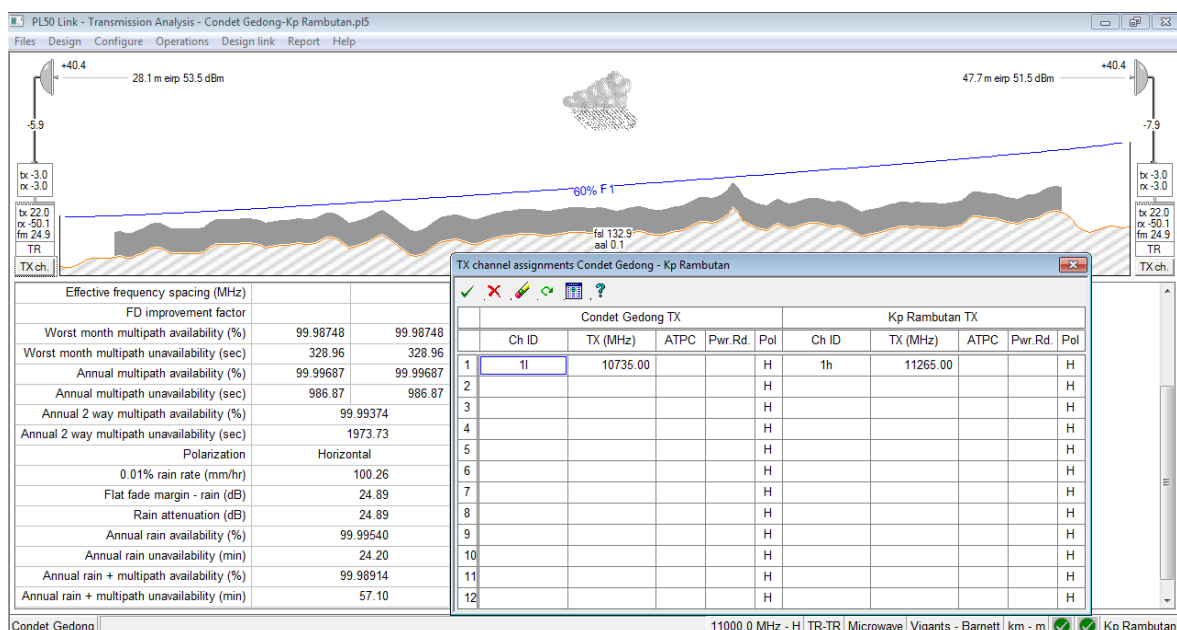 PL50 Link - Transmission Analysis - Condet Gedong-Kp Rambutan.pl5
Files Design Configure Operations Design link Report Help
+40.4
28.1 m eirp 53.5 dBm
47.7 m eirp 51.5 dBm
+40.4
-5.9
-7.9
tx -3.0
rx -3.0
tx -3.0
rx -3.0
60% F1
tx 22.0
rx -50.1
fm 24.9
TR
TX ch.
fsl 132.9
aal 0.1
tx 22.0
rx -50.1
fm 24.9
TR
TX ch.
Effective frequency spacing (MHz)
FD improvement factor
Worst month multipath availability (%) 99.98748 99.98748
Worst month multipath unavailability (sec) 328.96 328.96
Annual multipath availability (%) 99.99687 99.99687
Annual multipath unavailability (sec) 986.87 986.87
Annual 2 way multipath availability (%) 99.99374
Annual 2 way multipath unavailability (sec) 1973.73
Polarization Horizontal
0.01% rain rate (mm/hr) 100.26
Flat fade margin - rain (dB) 24.89
Rain attenuation (dB) 24.89
Annual rain availability (%) 99.99540
Annual rain unavailability (min) 24.20
Annual rain + multipath availability (%) 99.98914
Annual rain + multipath unavailability (min) 57.10
TX channel assignments Condet Gedong - Kp Rambutan
?
Condet Gedong TX Kp Rambutan TX
Ch ID TX (MHz) ATPC Pwr.Rd. Pol Ch ID TX (MHz) ATPC Pwr.Rd. Pol
1 1l 10735.00 H 1h 11265.00 H
2 H H
3 H H
4 H H
5 H H
6 H H
7 H H
8 H H
9 H H
10 H H
11 H H
12 H H
Condet Gedong 11000.0 MHz - H TR-TR Microwave Vigants - Barnett km - m Kp Rambutan